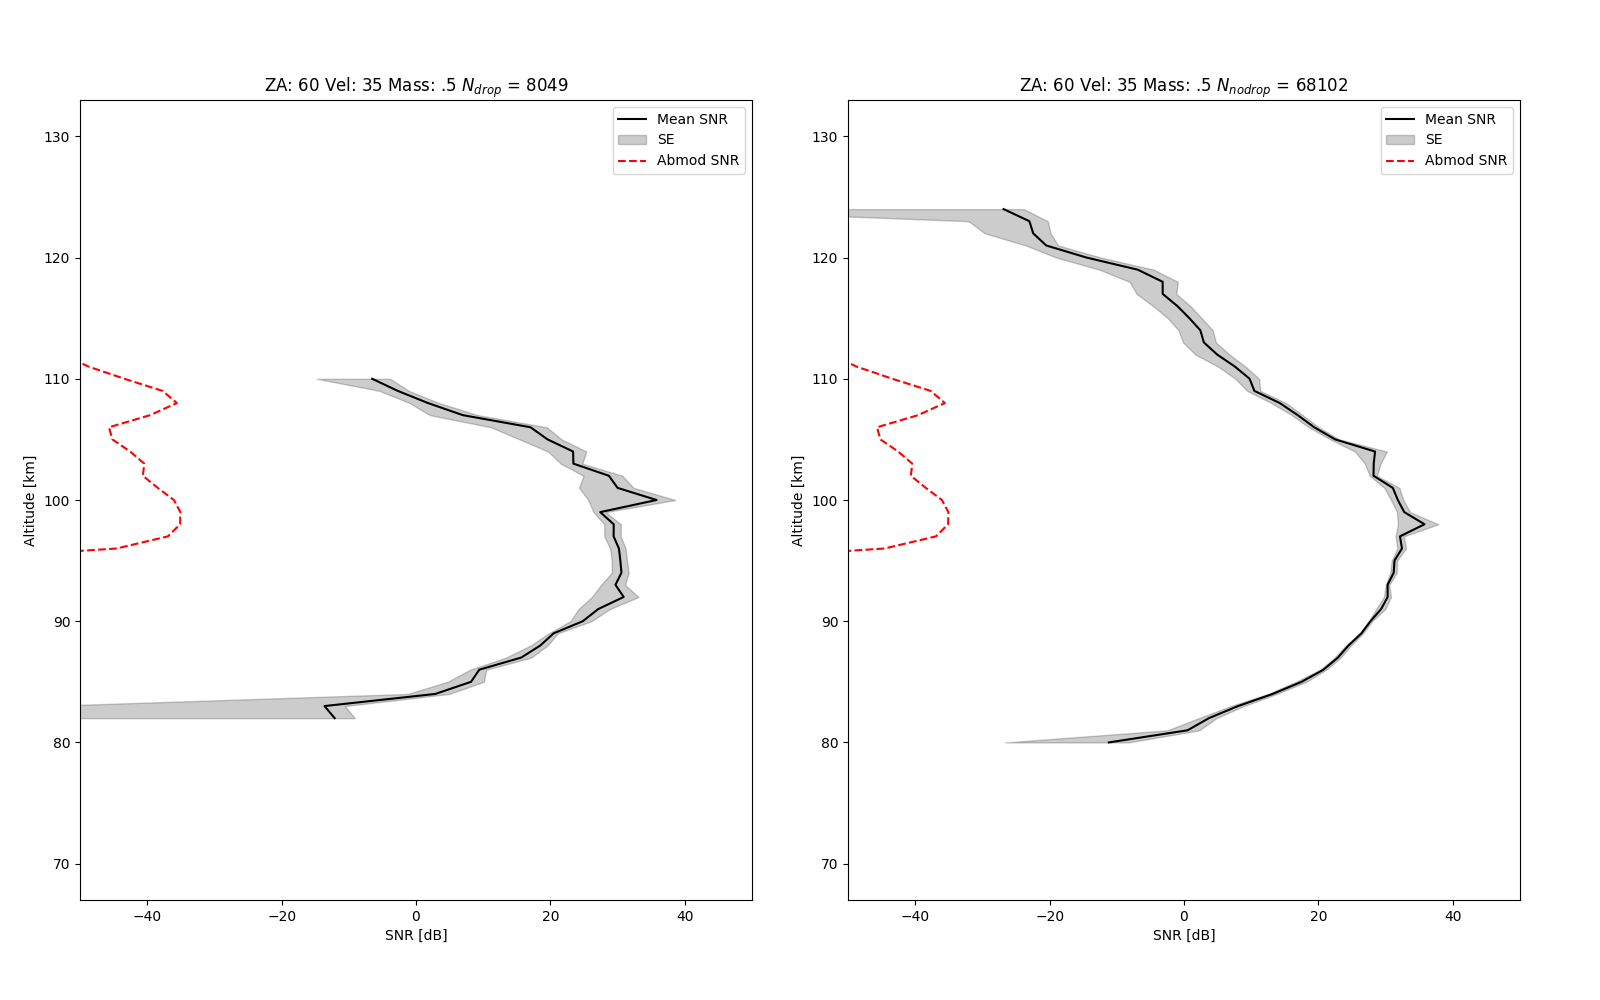 ZA: 60 Vel: 35 Mass: .5 N_drop = 8049
Mean SNR
SE
Abmod SNR
130
120
110
100
90
80
70
Altitude [km]
−40 −20 0 20 40
SNR [dB]
ZA: 60 Vel: 35 Mass: .5 N_nodrop = 68102
Mean SNR
SE
Abmod SNR
130
120
110
100
90
80
70
Altitude [km]
−40 −20 0 20 40
SNR [dB]